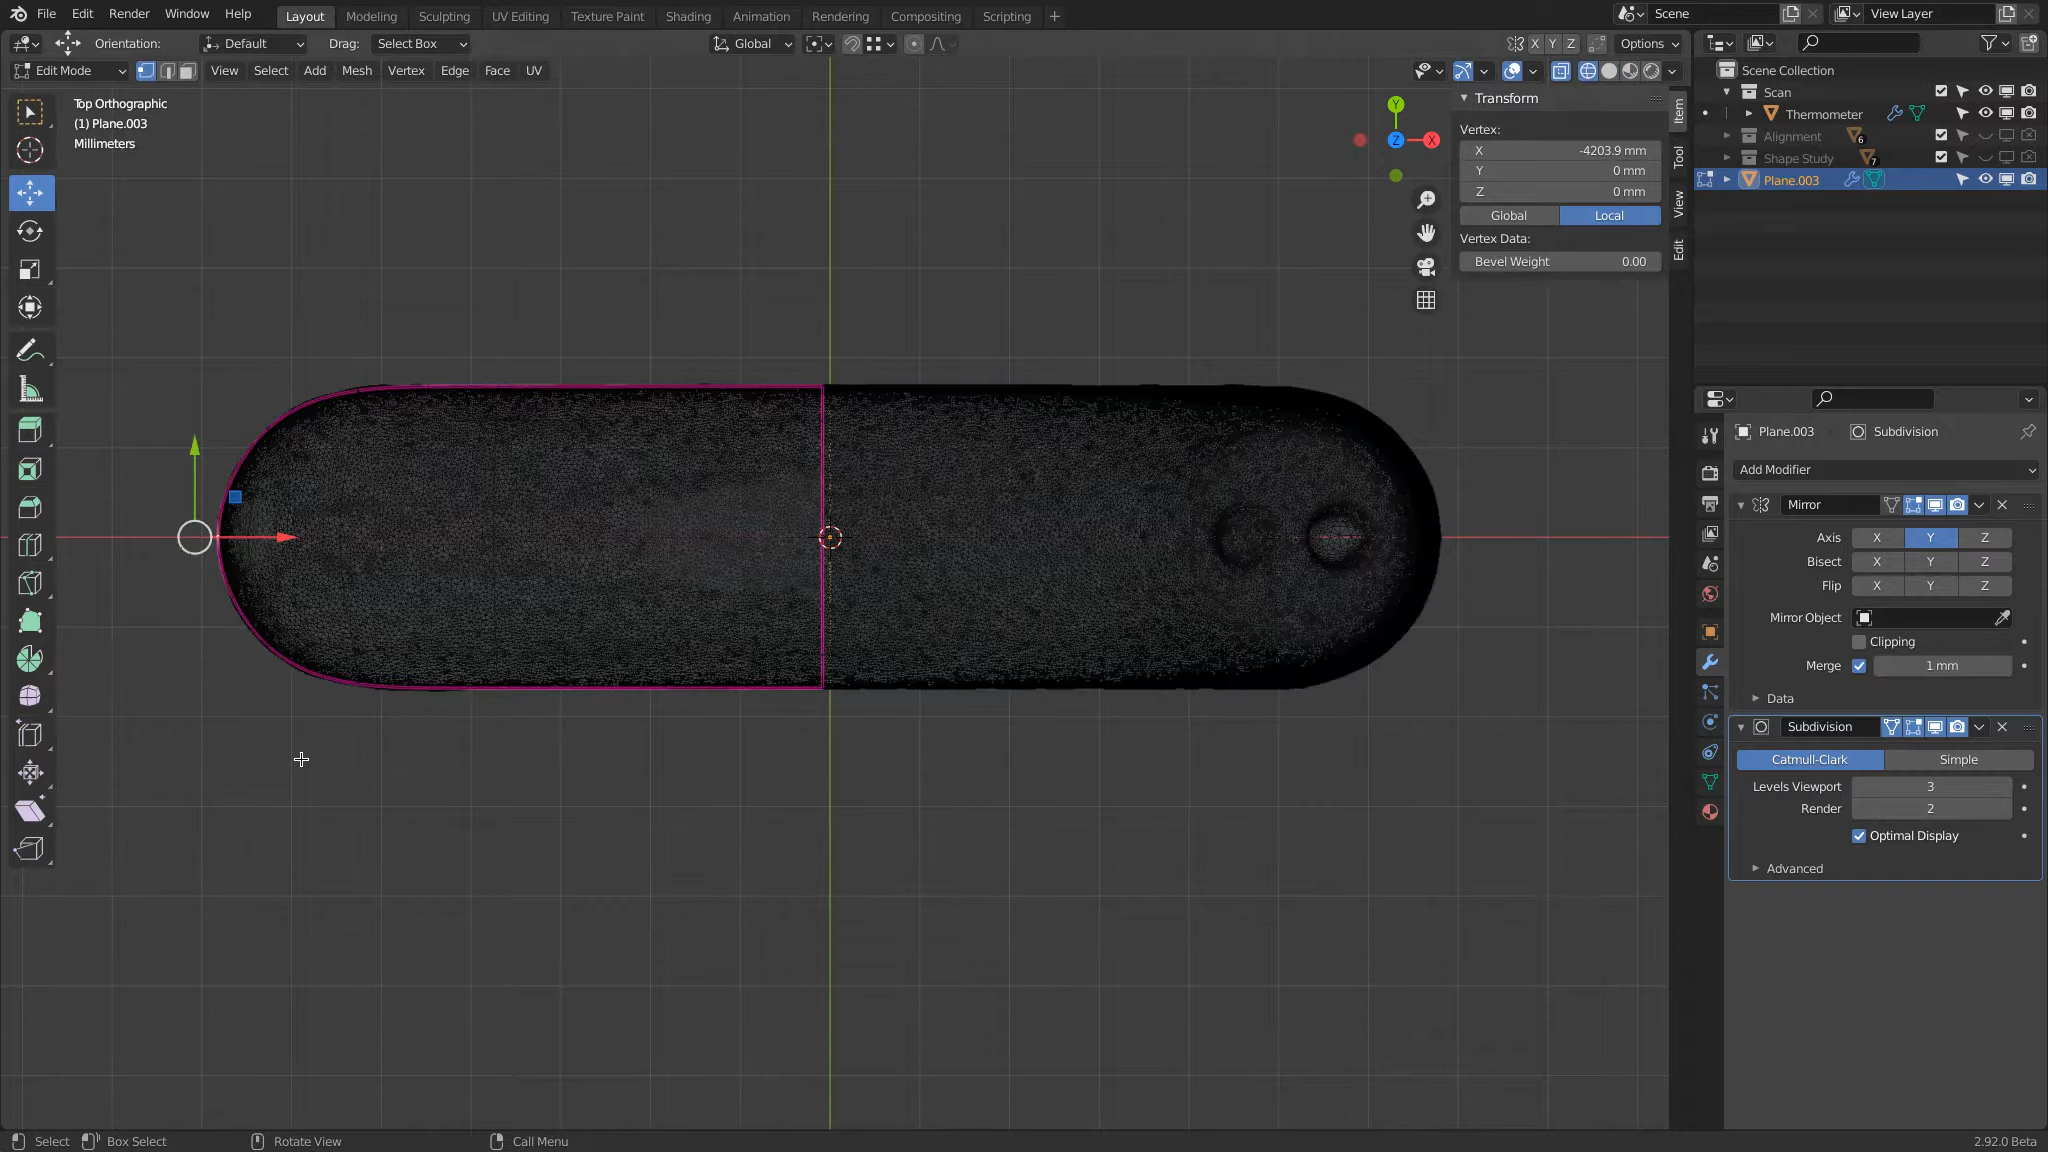 File Edit Render Window Help Layout Modeling Sculpting UV Editing Texture Paint Shading Animation Rendering Compositing Scripting + Scene View Layer
Orientation: Default Drag: Select Box Global X Y Z Options
Edit Mode View Select Add Mesh Vertex Edge Face UV
Top Orthographic
(1) Plane.003
Millimeters
Y
Z
X
Transform
Vertex:
X -4203.9 mm
Y 0 mm
Z 0 mm
Global Local
Vertex Data:
Bevel Weight 0.00
Item
Tool
View
Edit
Scene Collection
Scan
Thermometer
Alignment 6
Shape Study 7
Plane.003
Plane.003 Subdivision
Add Modifier
Mirror
Axis X Y Z
Bisect X Y Z
Flip X Y Z
Mirror Object
Clipping
Merge 1 mm
Data
Subdivision
Catmull-Clark Simple
Levels Viewport 3
Render 2
Optimal Display
Advanced
Select Box Select Rotate View Call Menu 2.92.0 Beta